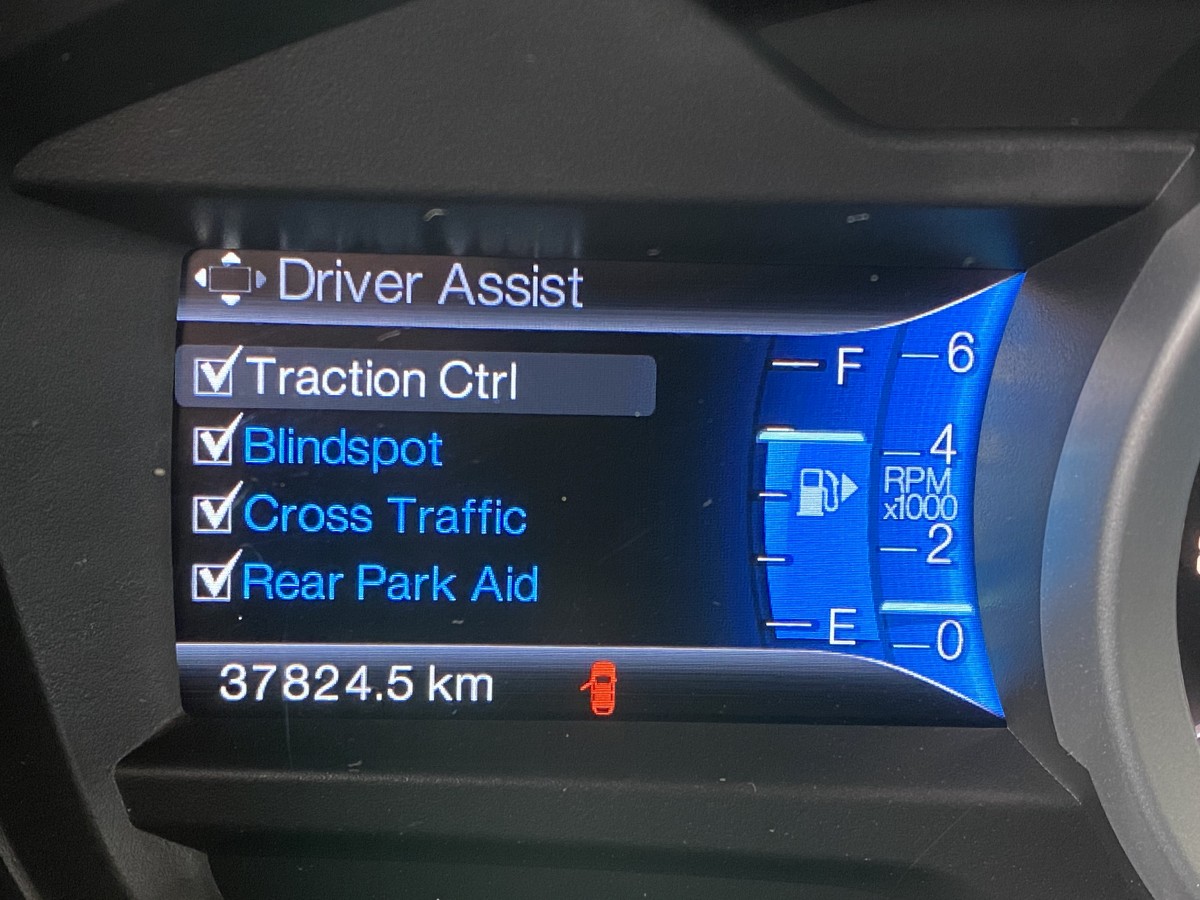 Driver Assist
Traction Ctrl
Blindspot
Cross Traffic
Rear Park Aid
37824.5 km
F
E
6
4
RPM
x1000
2
0